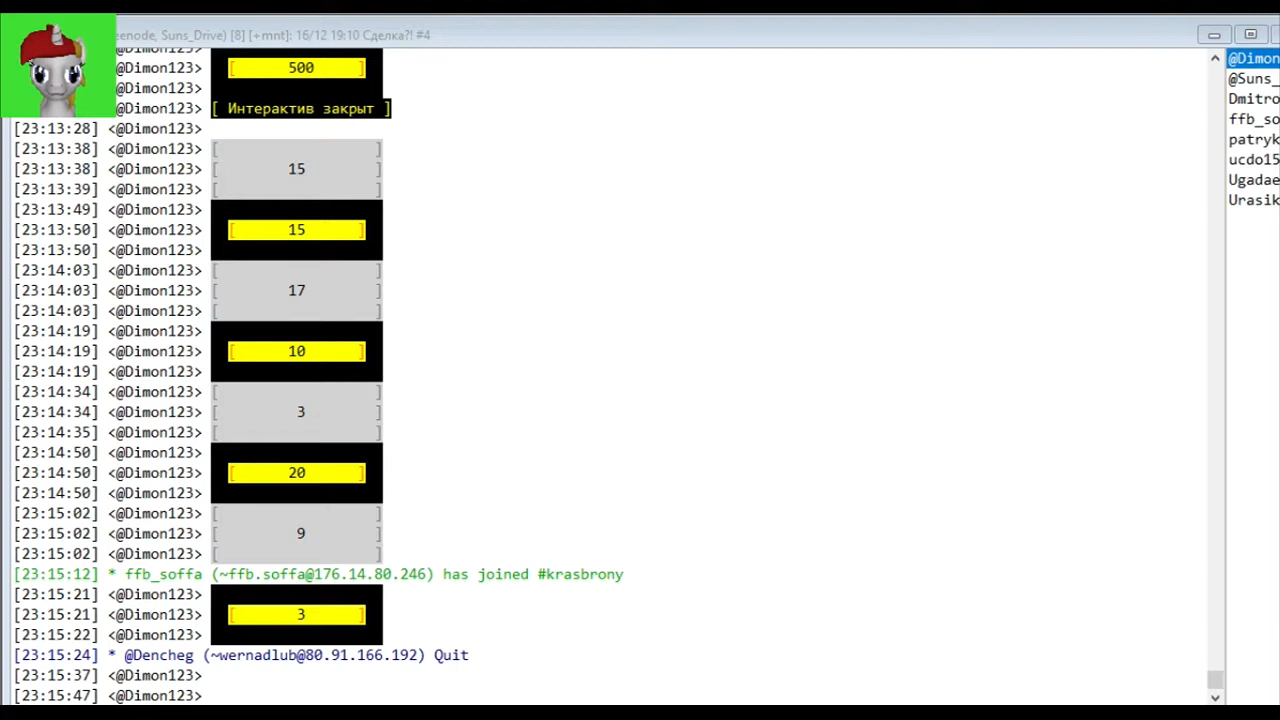 eenode, Suns_Drive) [8] [+mnt]: 16/12 19:10 Сделка?! #4
@Dimon123>
@Dimon123> [ 500 ]
@Dimon123>
@Dimon123> [ Интерактив закрыт ]
[23:13:28] <@Dimon123>
[23:13:38] <@Dimon123> [ ]
[23:13:38] <@Dimon123> [ 15 ]
[23:13:39] <@Dimon123> [ ]
[23:13:49] <@Dimon123>
[23:13:50] <@Dimon123> [ 15 ]
[23:13:50] <@Dimon123>
[23:14:03] <@Dimon123> [ ]
[23:14:03] <@Dimon123> [ 17 ]
[23:14:03] <@Dimon123> [ ]
[23:14:19] <@Dimon123>
[23:14:19] <@Dimon123> [ 10 ]
[23:14:19] <@Dimon123>
[23:14:34] <@Dimon123> [ ]
[23:14:34] <@Dimon123> [ 3 ]
[23:14:35] <@Dimon123> [ ]
[23:14:50] <@Dimon123>
[23:14:50] <@Dimon123> [ 20 ]
[23:14:50] <@Dimon123>
[23:15:02] <@Dimon123> [ ]
[23:15:02] <@Dimon123> [ 9 ]
[23:15:02] <@Dimon123> [ ]
[23:15:12] * ffb_soffa (~ffb.soffa@176.14.80.246) has joined #krasbrony
[23:15:21] <@Dimon123>
[23:15:21] <@Dimon123> [ 3 ]
[23:15:22] <@Dimon123>
[23:15:24] * @Dencheg (~wernadlub@80.91.166.192) Quit
[23:15:37] <@Dimon123>
[23:15:47] <@Dimon123>
@Dimon
@Suns_
Dmitro
ffb_so
patryk
ucdo15
Ugadae
Urasik